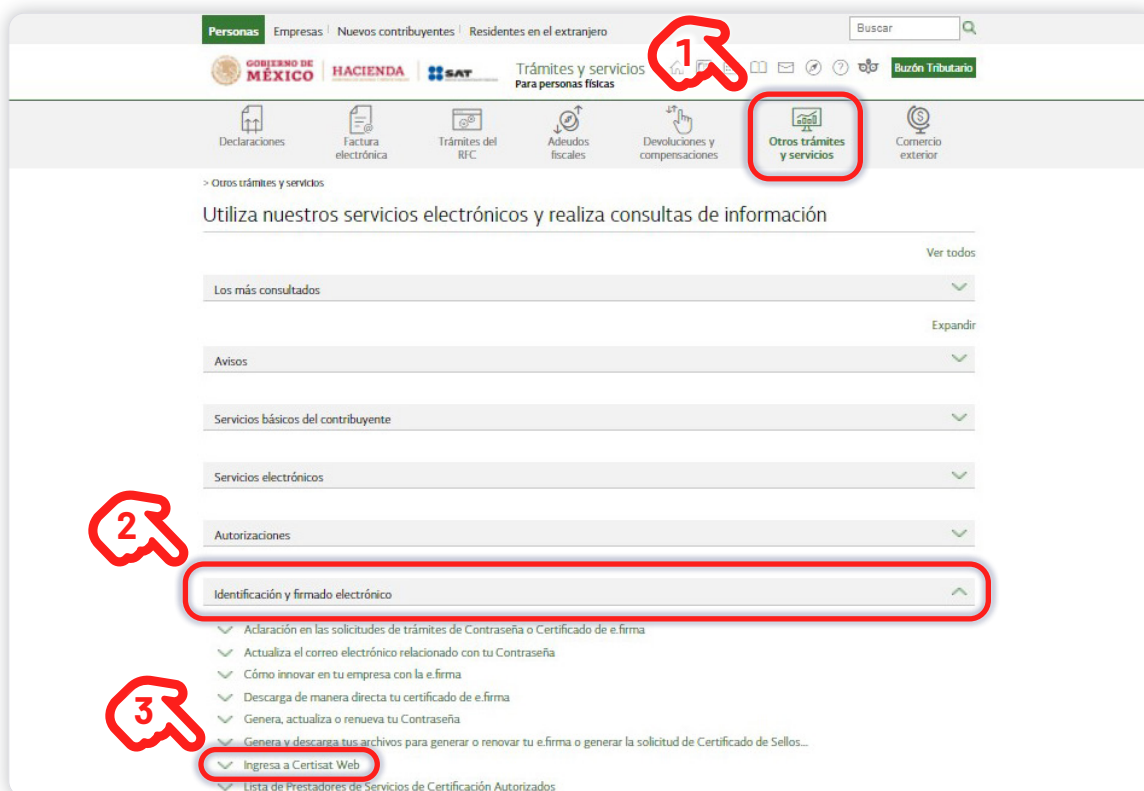 Personas Empresas Nuevos contribuyentes Residentes en el extranjero Buscar
1
GOBIERNO DE
MÉXICO
HACIENDA
SAT
Trámites y servicios
Para personas físicas
Buzón Tributario
Declaraciones
Factura
electrónica
Trámites del
RFC
Adeudos
fiscales
Devoluciones y
compensaciones
Otros trámites
y servicios
Comercio
exterior
> Otros trámites y servicios
Utiliza nuestros servicios electrónicos y realiza consultas de información
Ver todos
Los más consultados
Expandir
Avisos
Servicios básicos del contribuyente
Servicios electrónicos
2
Autorizaciones
Identificación y firmado electrónico
Aclaración en las solicitudes de trámites de Contraseña o Certificado de e.firma
Actualiza el correo electrónico relacionado con tu Contraseña
Cómo innovar en tu empresa con la e.firma
Descarga de manera directa tu certificado de e.firma
3
Genera, actualiza o renueva tu Contraseña
Genera y descarga tus archivos para generar o renovar tu e.firma o generar la solicitud de Certificado de Sellos...
Ingresa a Certisat Web
Lista de Prestadores de Servicios de Certificación Autorizados